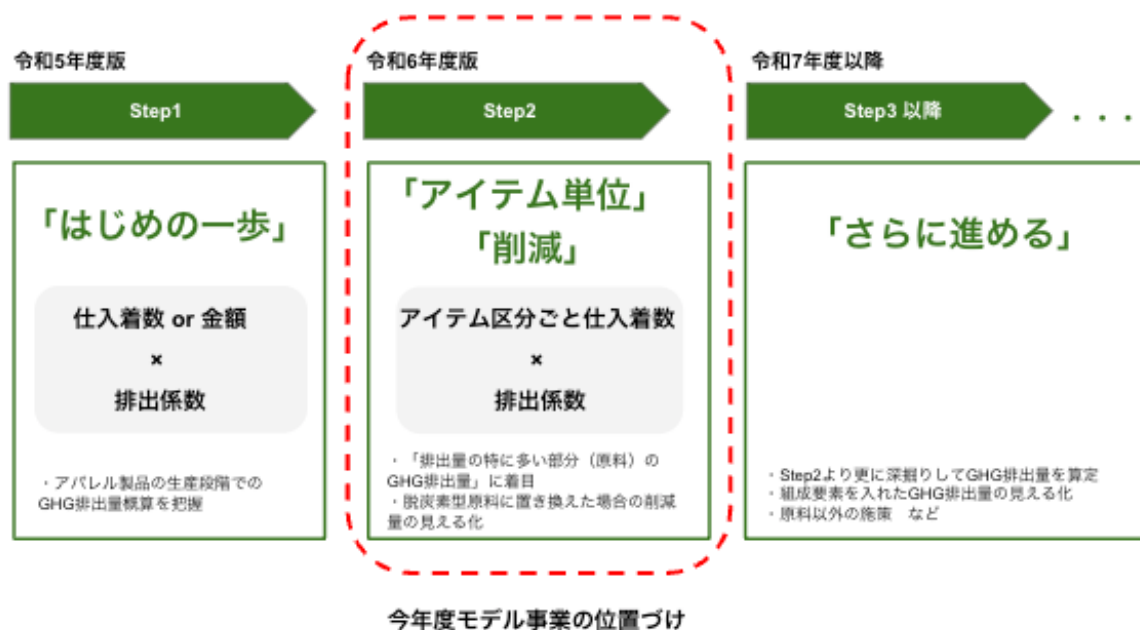 令和5年度版
Step1
「はじめの一歩」
仕入着数 or 金額
×
排出係数
・アパレル製品の生産段階での
GHG排出量概算を把握
令和6年度版
Step2
「アイテム単位」
「削減」
アイテム区分ごと仕入着数
×
排出係数
・「排出量の特に多い部分（原料）の
GHG排出量」に着目
・脱炭素型原料に置き換えた場合の削減
量の見える化
令和7年度以降
Step3 以降
・・・
「さらに進める」
・Step2より更に深掘りしてGHG排出量を算定
・組成要素を入れたGHG排出量の見える化
・原料以外の施策　など
今年度モデル事業の位置づけ